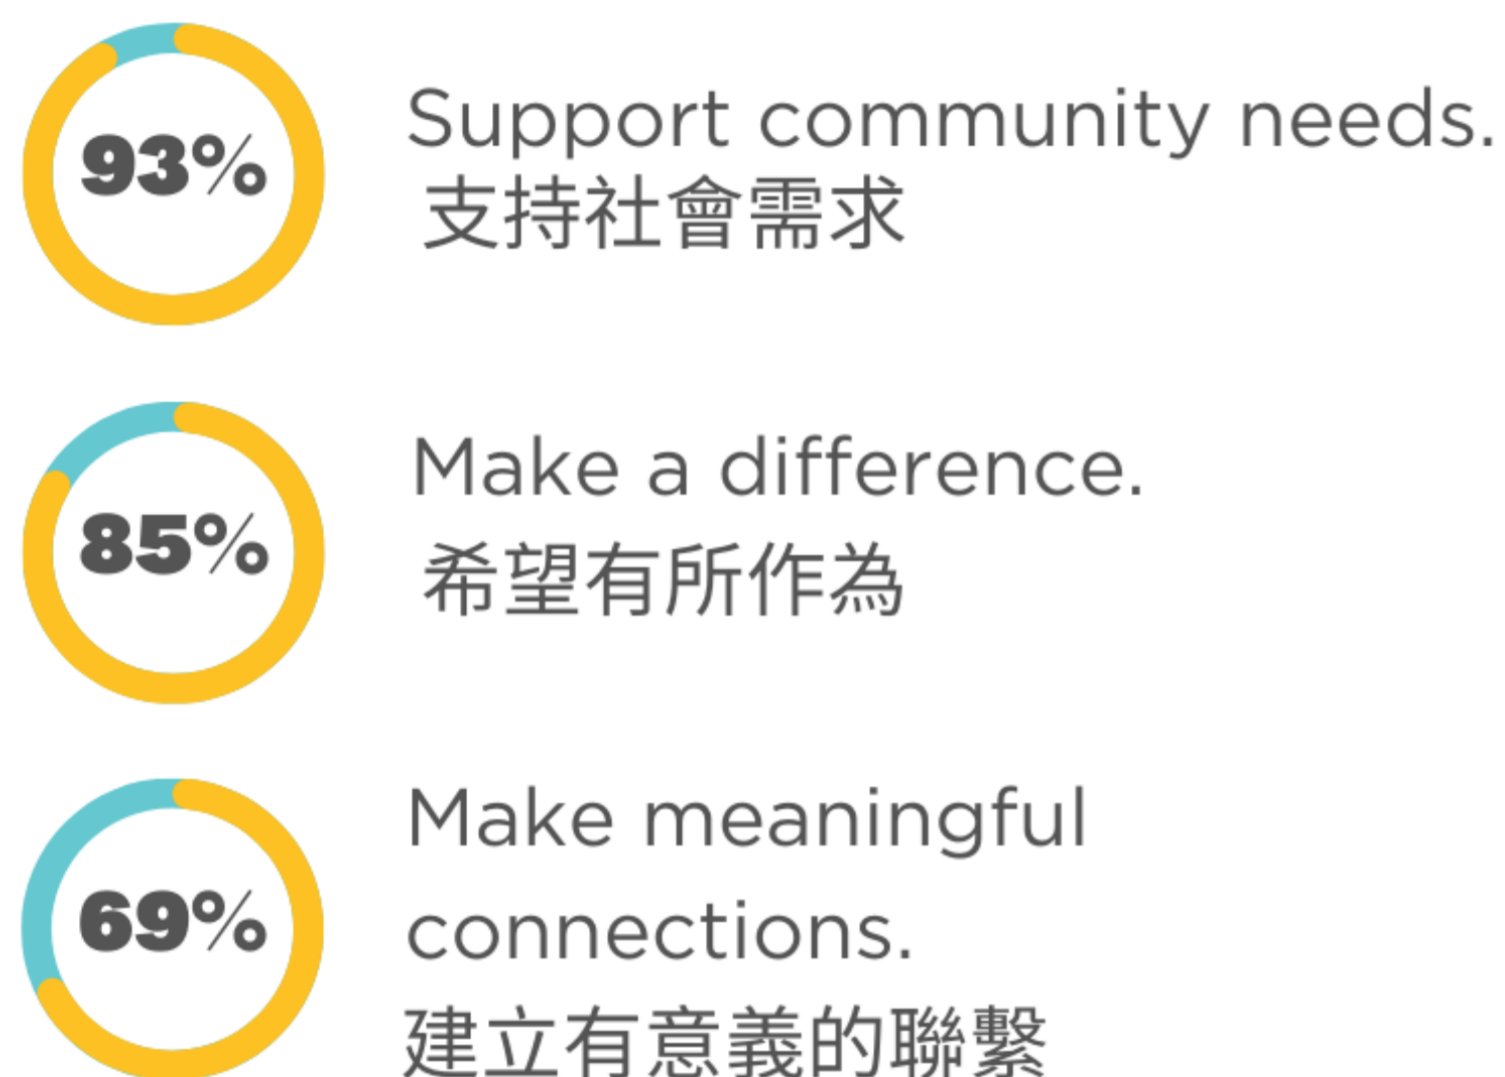 93%
Support community needs.
支持社會需求
85%
Make a difference.
希望有所作為
69%
Make meaningful
connections.
建立有意義的聯繫